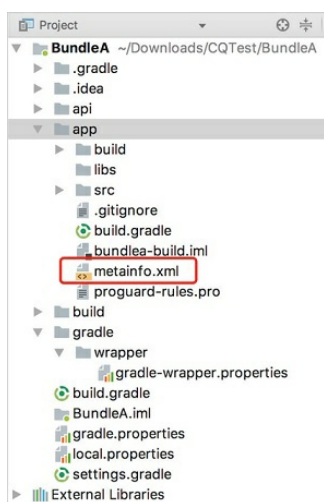 Project
BundleA ~/Downloads/CQTest/BundleA
.gradle
.idea
api
app
build
libs
src
.gitignore
build.gradle
bundlea-build.iml
metainfo.xml
proguard-rules.pro
build
gradle
wrapper
gradle-wrapper.properties
build.gradle
BundleA.iml
gradle.properties
local.properties
settings.gradle
External Libraries